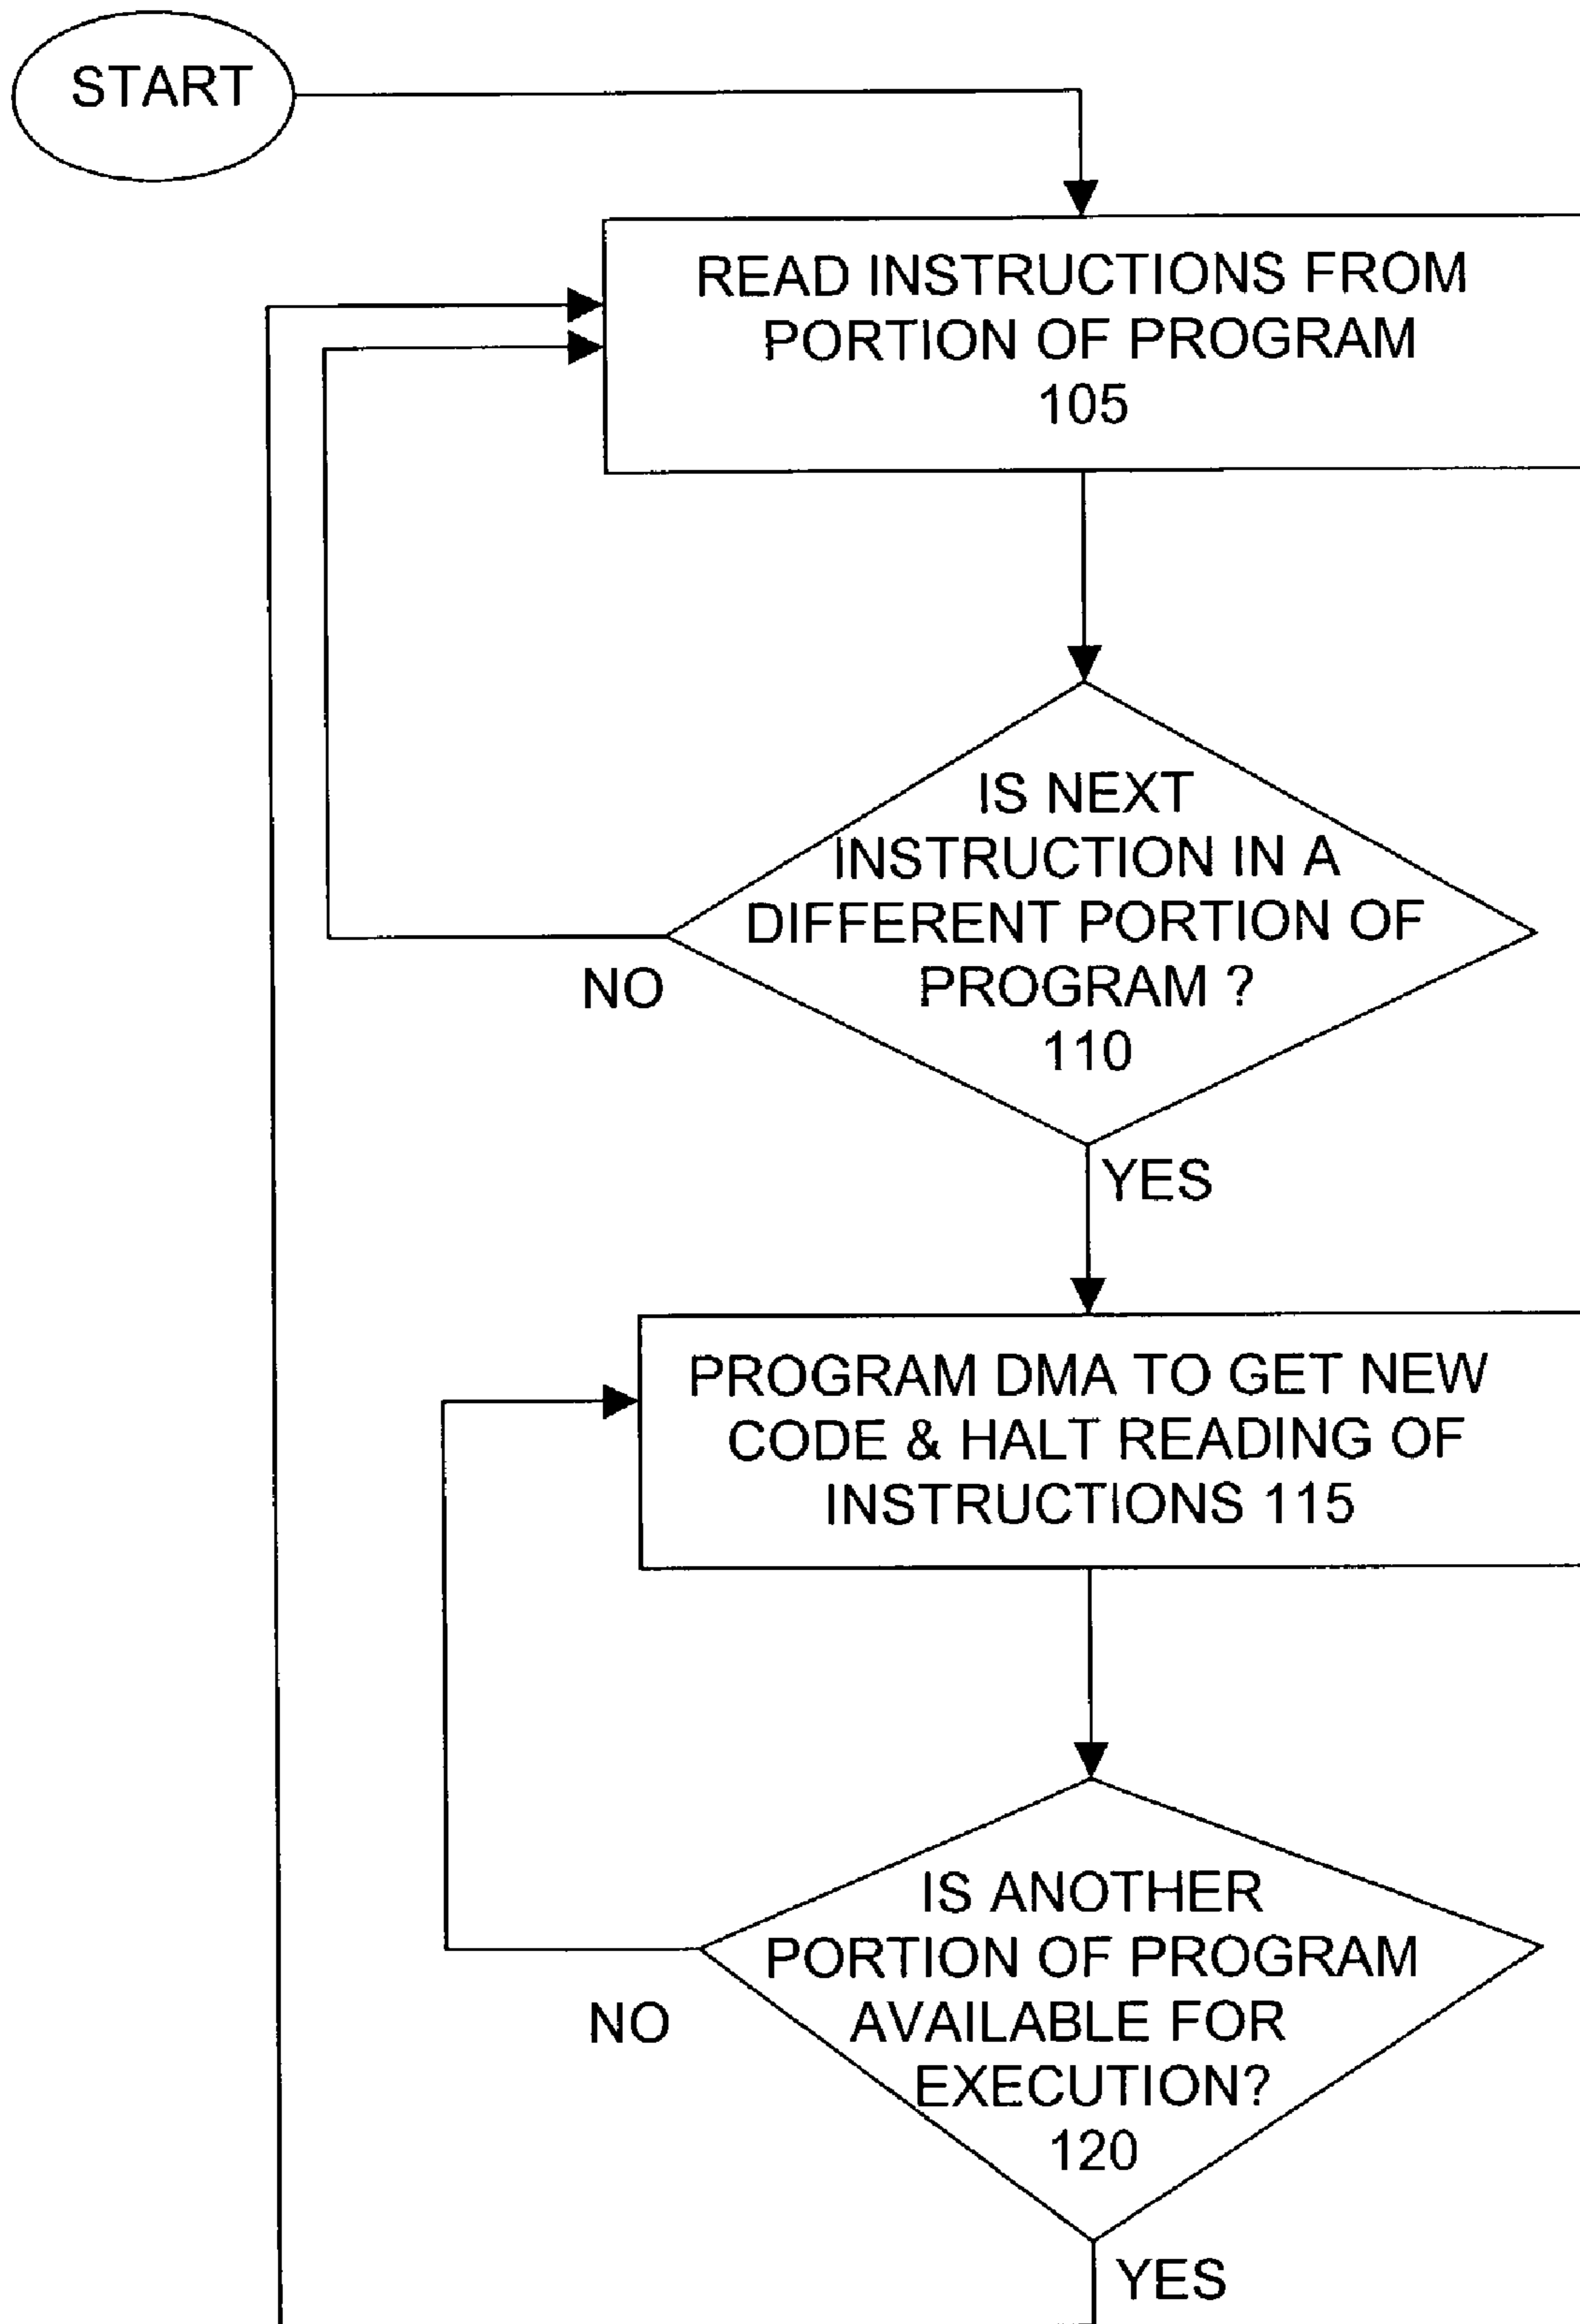 START
READ INSTRUCTIONS FROM
PORTION OF PROGRAM
105
IS NEXT
INSTRUCTION IN A
DIFFERENT PORTION OF
PROGRAM ?
110
NO
YES
PROGRAM DMA TO GET NEW
CODE & HALT READING OF
INSTRUCTIONS 115
IS ANOTHER
PORTION OF PROGRAM
AVAILABLE FOR
EXECUTION?
120
NO
YES